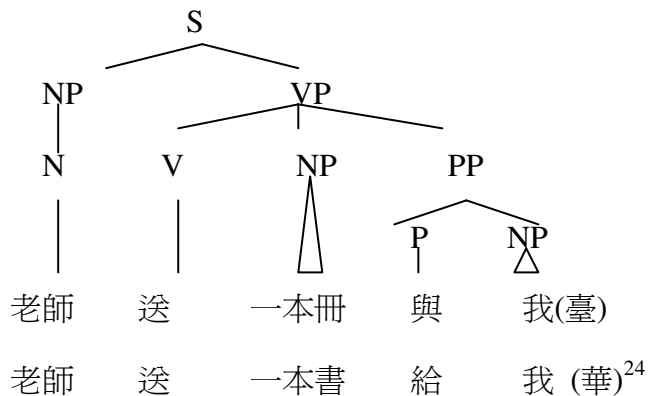 S
NP VP
N V NP PP
P NP
老師 送 一本冊 與 我(臺)
老師 送 一本書 給 我 (華)24